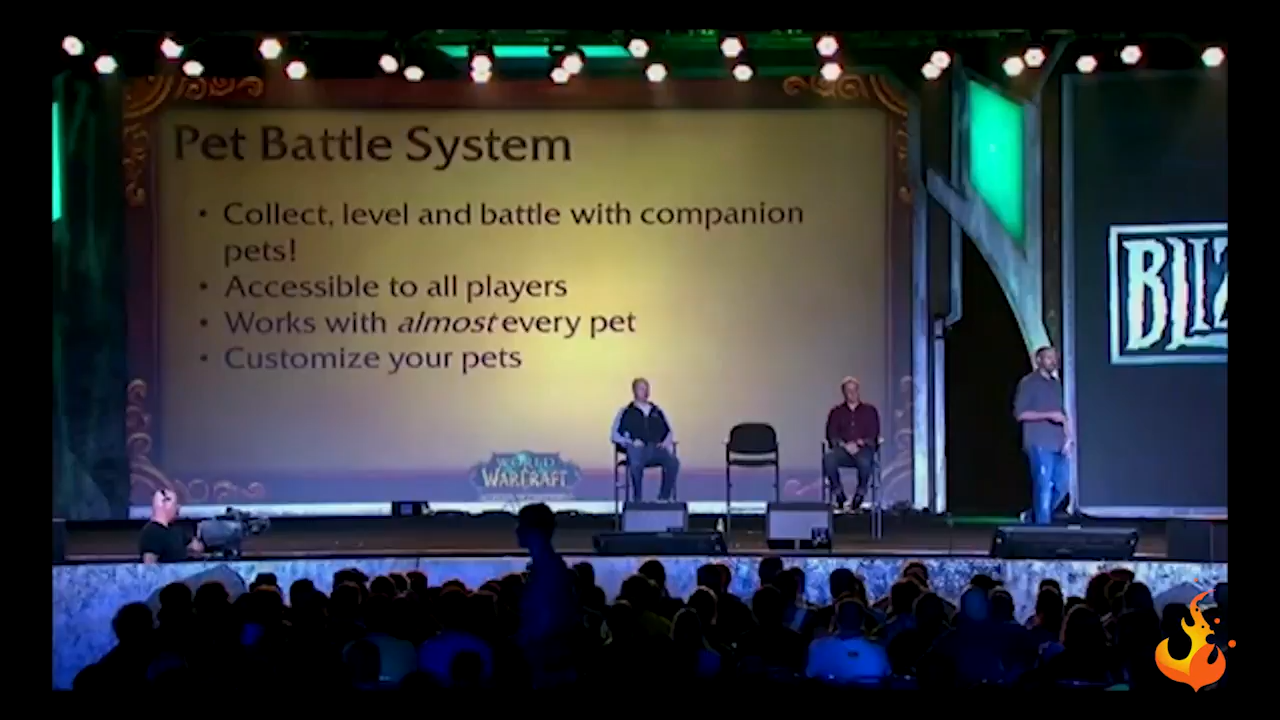 Pet Battle System
• Collect, level and battle with companion
pets!
• Accessible to all players
• Works with almost every pet
• Customize your pets
WORLD
WARCRAFT